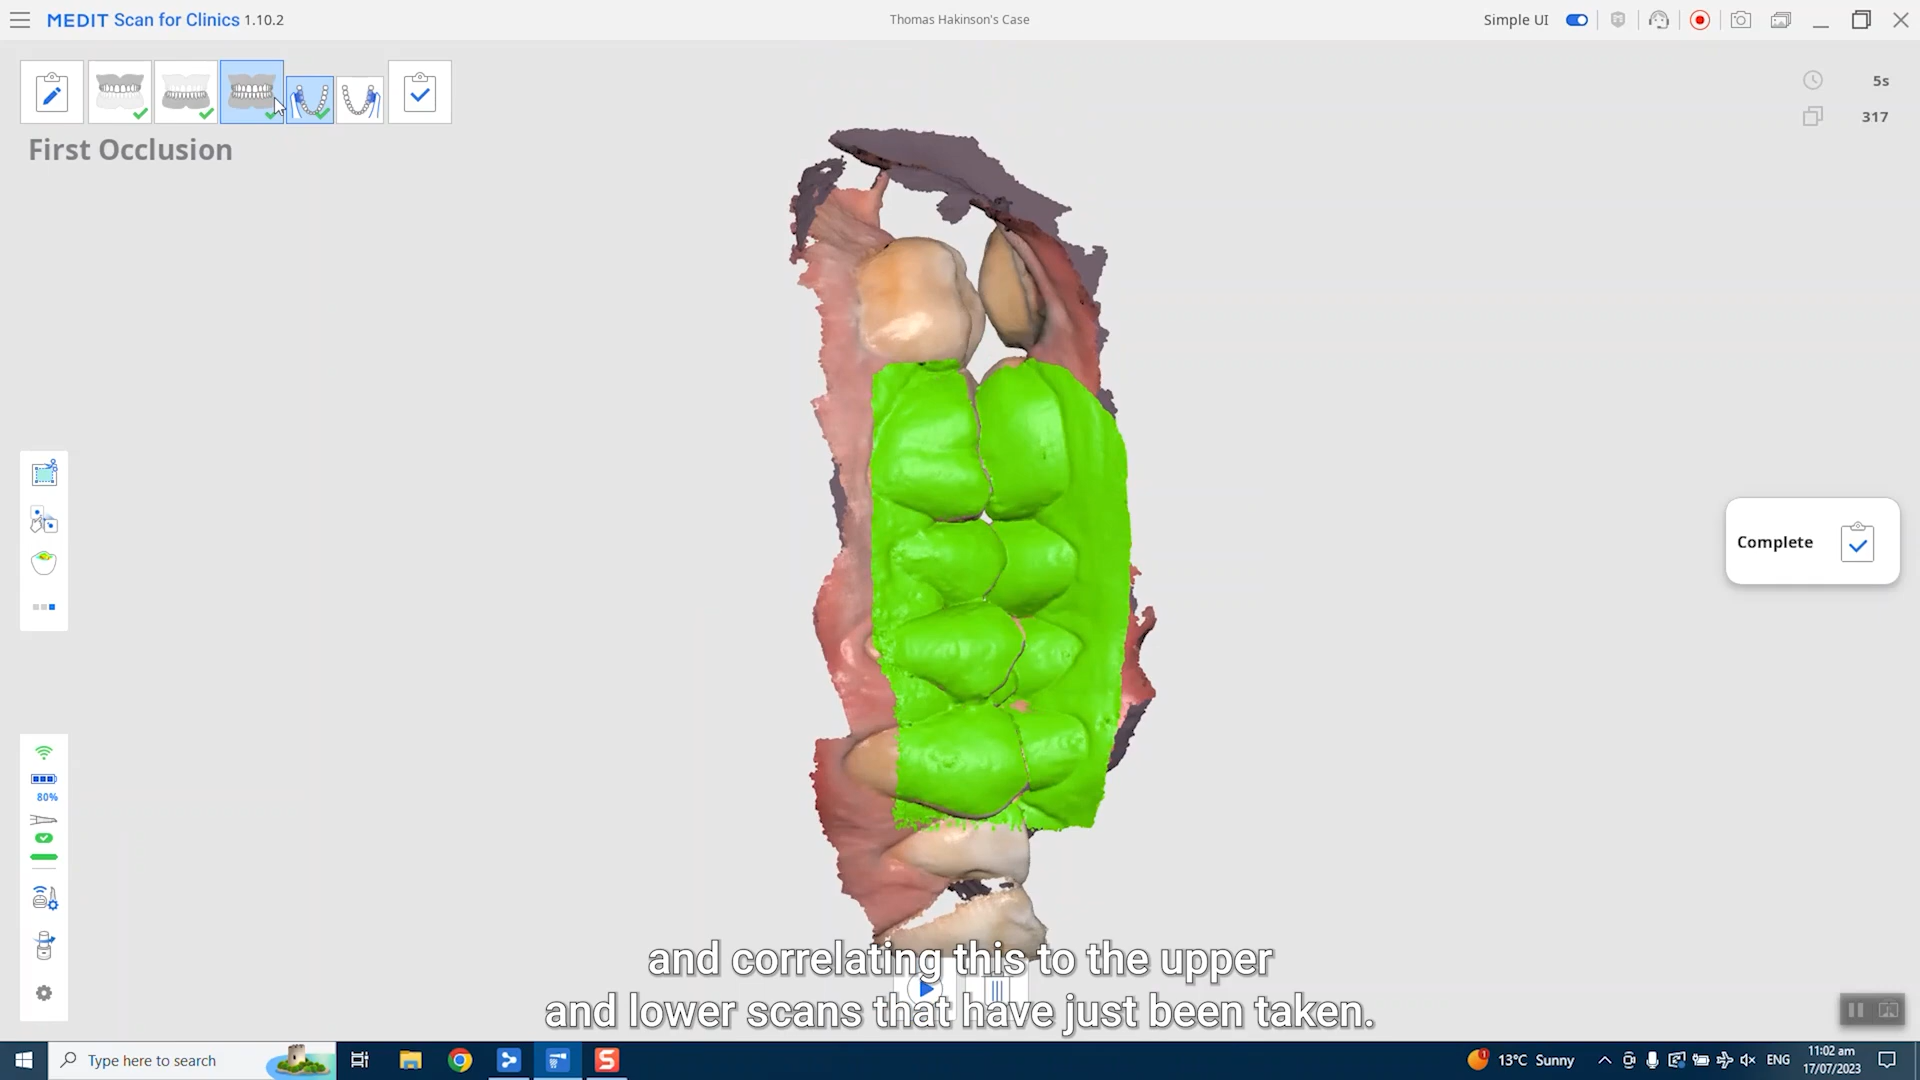 MEDIT Scan for Clinics 1.10.2
Thomas Hakinson's Case
Simple UI
5s
317
First Occlusion
Complete
80%
and correlating this to the upper
and lower scans that have just been taken.
Type here to search
S
13°C Sunny
ENG
11:02 am
17/07/2023